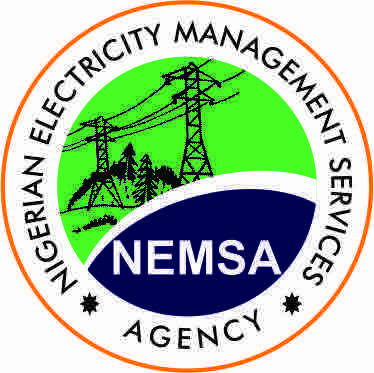 NIGERIAN ELECTRICITY MANAGEMENT SERVICES
AGENCY
NEMSA